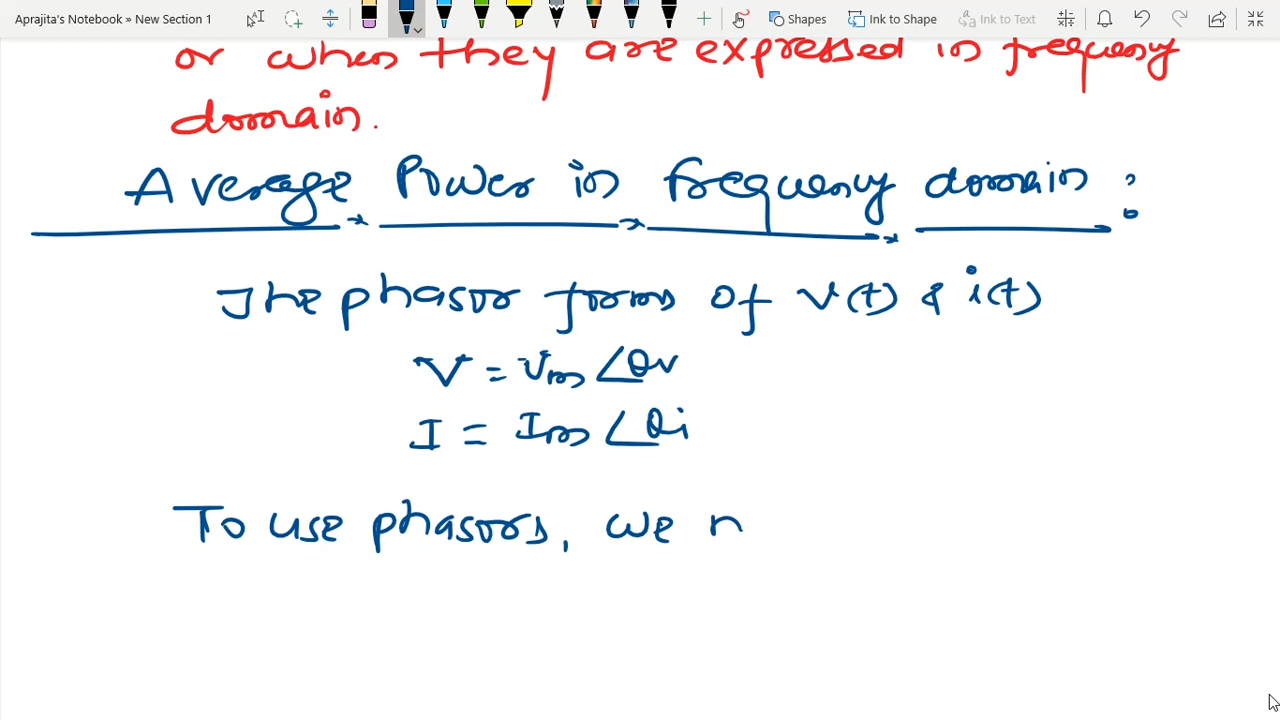 Aprajita's Notebook » New Section 1
Shapes Ink to Shape Ink to Text
or when they are expressed in frequency
domain.
Average Power in frequency domain :
The phasor forms of v(t) & i(t)
V = Vm ∠θv
I = Im ∠θi
To use phasors, we n